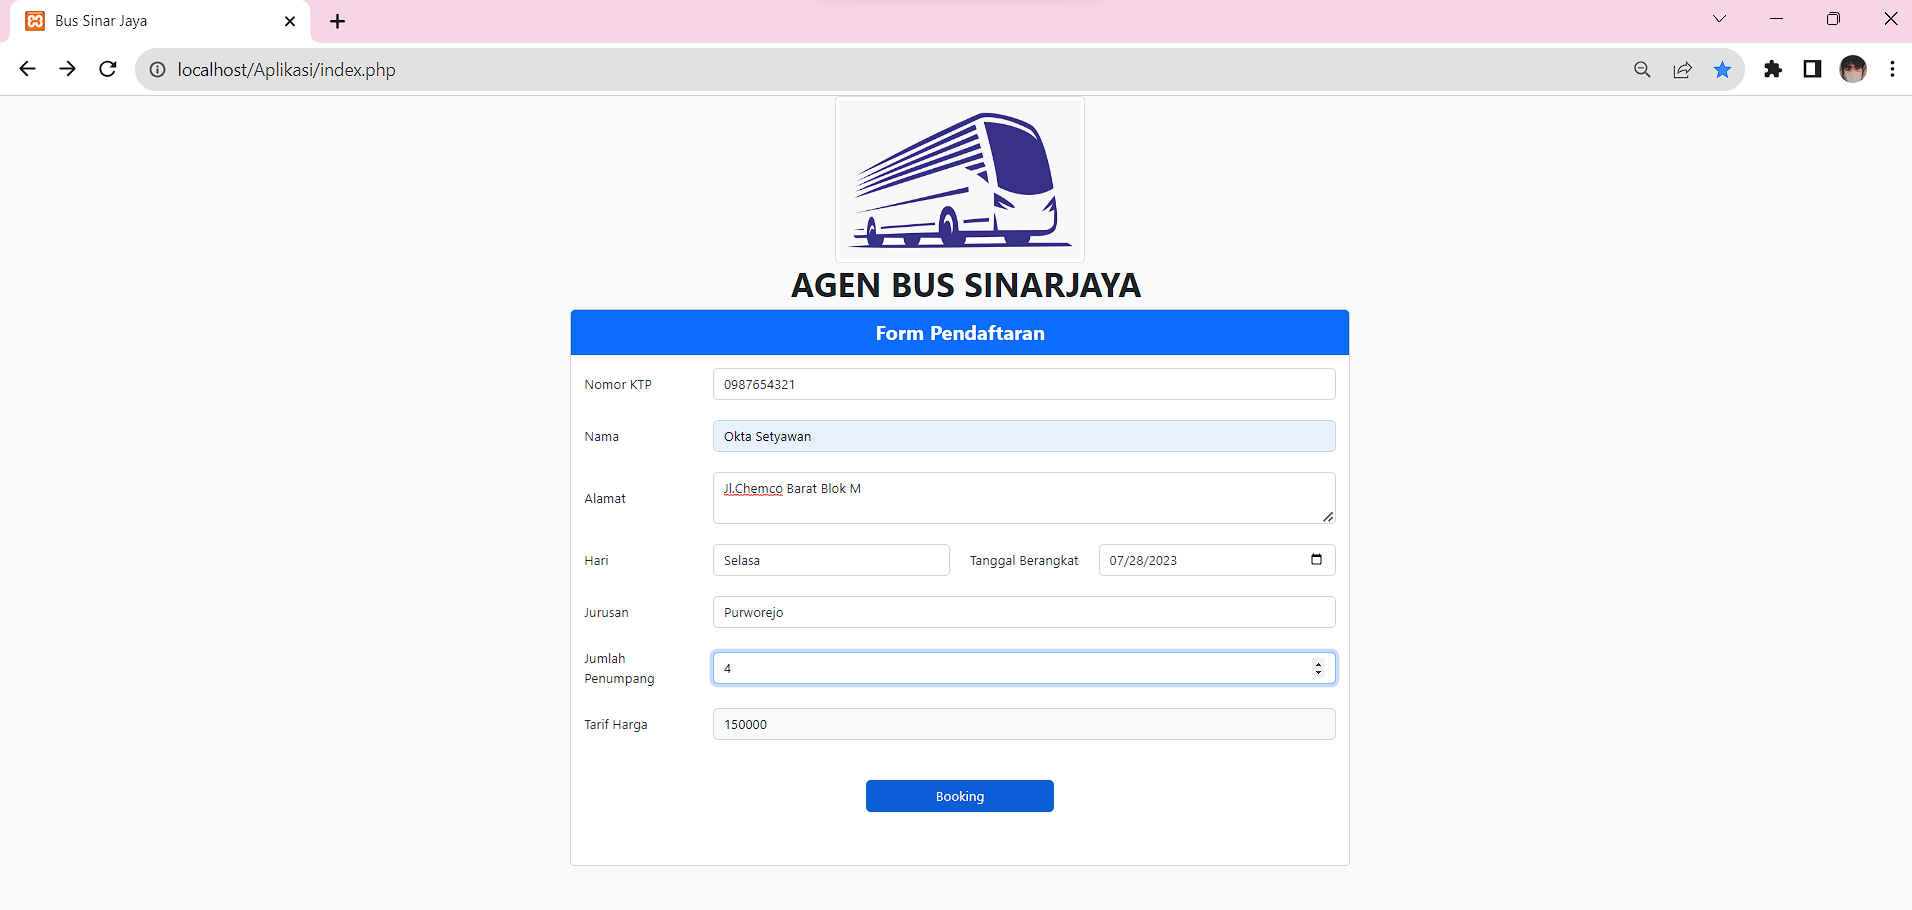 Bus Sinar Jaya
localhost/Aplikasi/index.php
AGEN BUS SINARJAYA
Form Pendaftaran
Nomor KTP 0987654321
Nama Okta Setyawan
Alamat Jl.Chemco Barat Blok M
Hari Selasa Tanggal Berangkat 07/28/2023
Jurusan Purworejo
Jumlah
Penumpang 4
Tarif Harga 150000
Booking